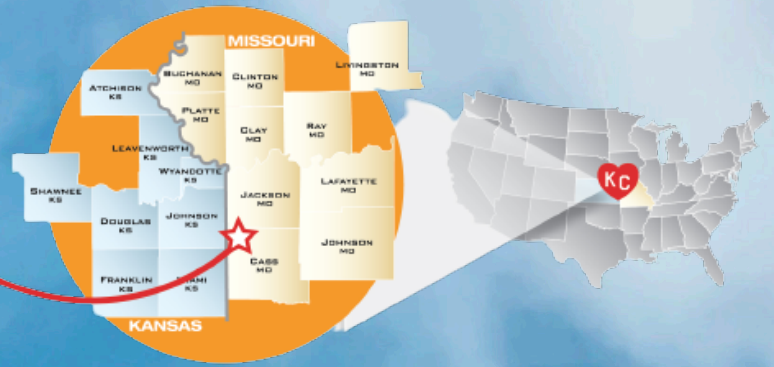 MISSOURI
LIVINGSTON
MO
BUCHANAN
MO
CLINTON
MO
ATCHISON
KS
PLATTE
MO
CLAY
MO
RAY
MO
LEAVENWORTH
KS
WYANDOTTE
KS
SHAWNEE
KS
JACKSON
MO
LAFAYETTE
MO
DOUGLAS
KS
JOHNSON
KS
JOHNSON
MO
CASS
MO
FRANKLIN
KS
KS
KANSAS
KC